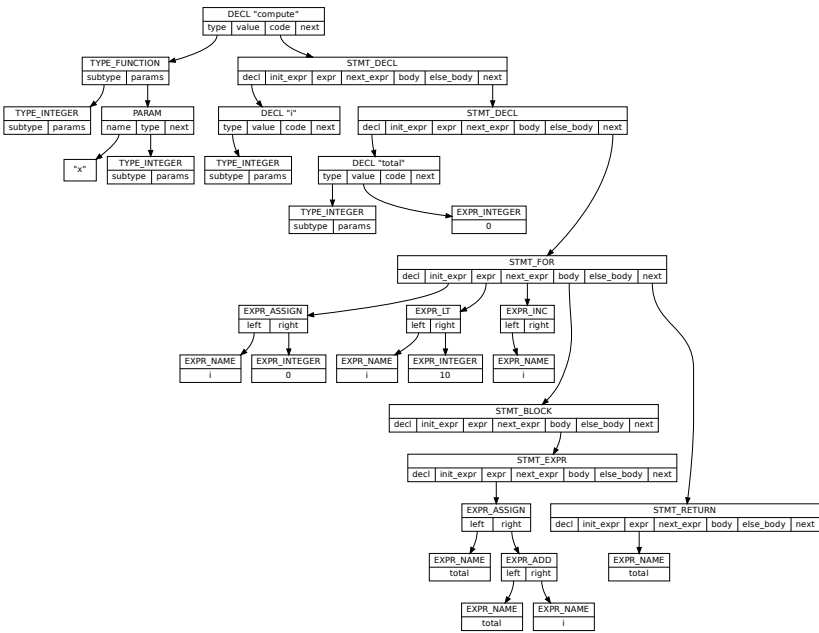 DECL "compute"
type value code next
TYPE_FUNCTION
subtype params
STMT_DECL
decl init_expr expr next_expr body else_body next
TYPE_INTEGER
subtype params
PARAM
name type next
DECL "i"
type value code next
STMT_DECL
decl init_expr expr next_expr body else_body next
"x"
TYPE_INTEGER
subtype params
TYPE_INTEGER
subtype params
DECL "total"
type value code next
TYPE_INTEGER
subtype params
EXPR_INTEGER
0
STMT_FOR
decl init_expr expr next_expr body else_body next
EXPR_ASSIGN
left right
EXPR_LT
left right
EXPR_INC
left right
EXPR_NAME
i
EXPR_INTEGER
0
EXPR_NAME
i
EXPR_INTEGER
10
EXPR_NAME
i
STMT_BLOCK
decl init_expr expr next_expr body else_body next
STMT_EXPR
decl init_expr expr next_expr body else_body next
EXPR_ASSIGN
left right
STMT_RETURN
decl init_expr expr next_expr body else_body next
EXPR_NAME
total
EXPR_ADD
left right
EXPR_NAME
total
EXPR_NAME
total
EXPR_NAME
i